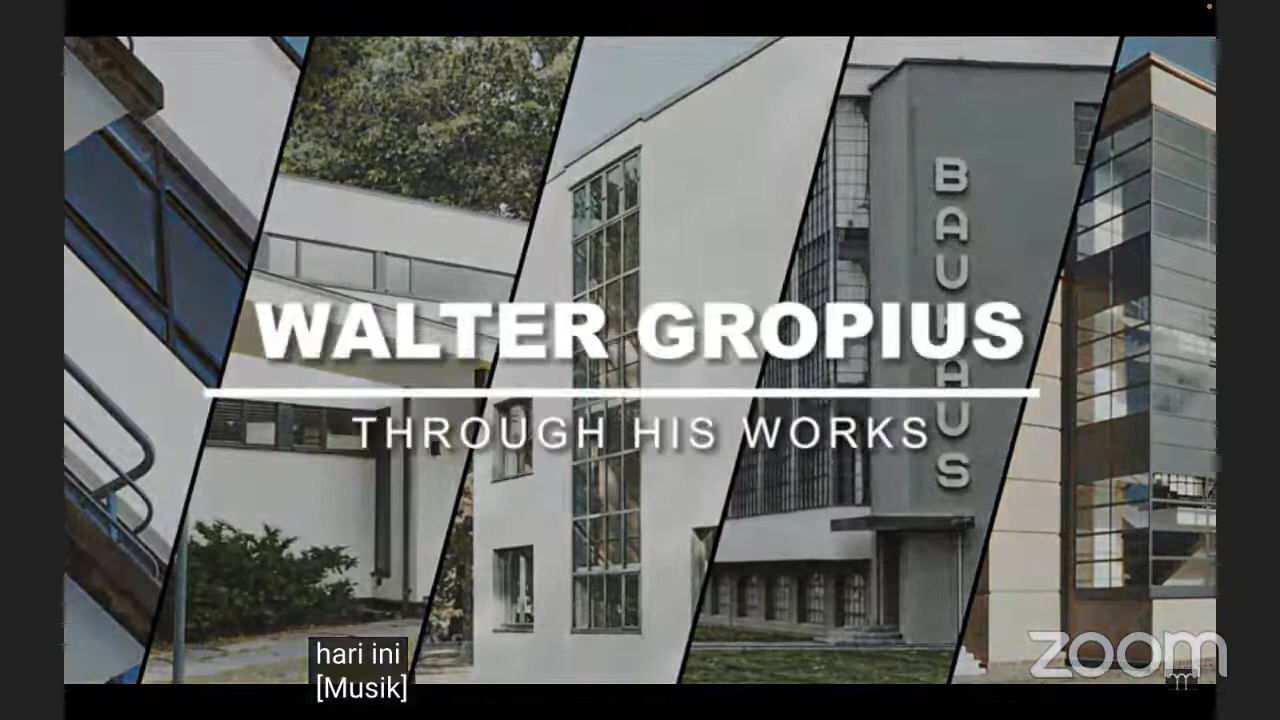 BAUHAUS
WALTER GROPIUS
THROUGH HIS WORKS
hari ini
[Musik]
zoom